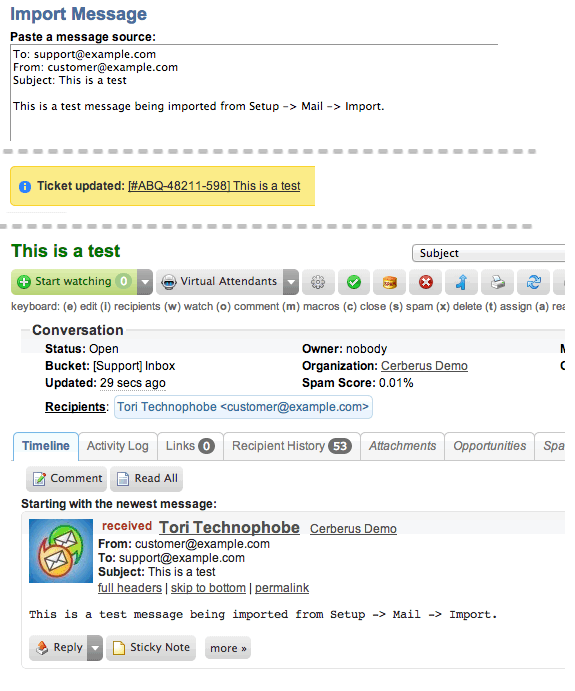 Import Message
Paste a message source:
To: support@example.com
From: customer@example.com
Subject: This is a test
This is a test message being imported from Setup -> Mail -> Import.
Ticket updated: [#ABQ-48211-598] This is a test
This is a test
Subject
Start watching 0 Virtual Attendants
keyboard: (e) edit (i) recipients (w) watch (o) comment (m) macros (c) close (s) spam (x) delete (t) assign (a) rea
Conversation
Status: Open Owner: nobody M
Bucket: [Support] Inbox Organization: Cerberus Demo
Updated: 29 secs ago Spam Score: 0.01%
Recipients: Tori Technophobe <customer@example.com>
Timeline Activity Log Links 0 Recipient History 53 Attachments Opportunities Spa
Comment Read All
Starting with the newest message:
received Tori Technophobe Cerberus Demo
From: customer@example.com
To: support@example.com
Subject: This is a test
full headers | skip to bottom | permalink
This is a test message being imported from Setup -> Mail -> Import.
Reply Sticky Note more »